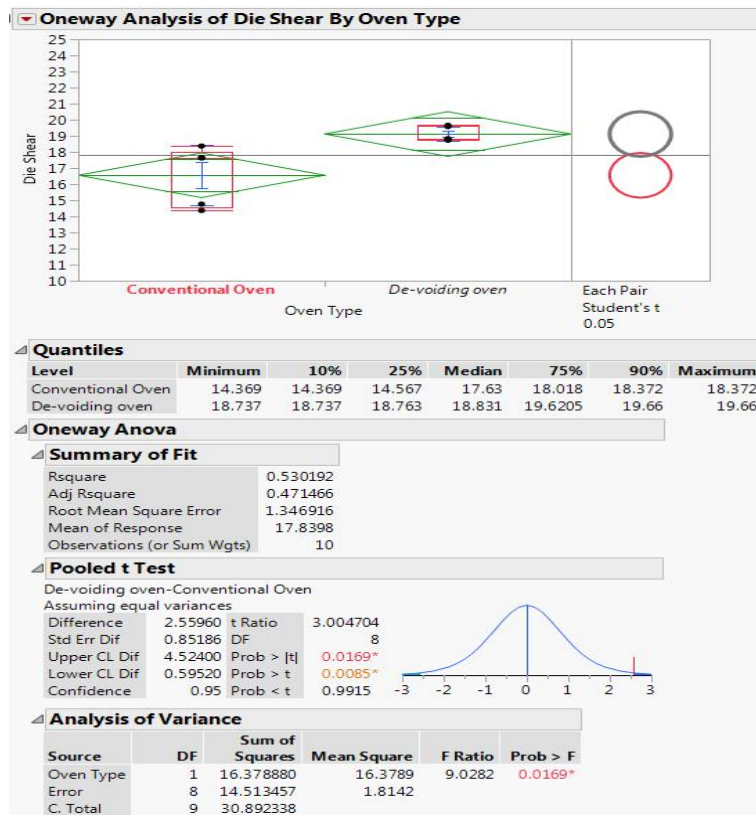 Oneway Analysis of Die Shear By Oven Type
25
24
23
22
21
20
19
18
17
16
15
14
13
12
11
10
Die Shear
Conventional Oven De-voiding oven Each Pair
Student's t
0.05
Oven Type
Quantiles
Level Minimum 10% 25% Median 75% 90% Maximum
Conventional Oven 14.369 14.369 14.567 17.63 18.018 18.372 18.372
De-voiding oven 18.737 18.737 18.763 18.831 19.6205 19.66 19.66
Oneway Anova
Summary of Fit
Rsquare 0.530192
Adj Rsquare 0.471466
Root Mean Square Error 1.346916
Mean of Response 17.8398
Observations (or Sum Wgts) 10
Pooled t Test
De-voiding oven-Conventional Oven
Assuming equal variances
Difference 2.55960 t Ratio 3.004704
Std Err Dif 0.85186 DF 8
Upper CL Dif 4.52400 Prob > |t| 0.0169*
Lower CL Dif 0.59520 Prob > t 0.0085*
Confidence 0.95 Prob < t 0.9915
-3 -2 -1 0 1 2 3
Analysis of Variance
Source DF Sum of Squares Mean Square F Ratio Prob > F
Oven Type 1 16.378880 16.3789 9.0282 0.0169*
Error 8 14.513457 1.8142
C. Total 9 30.892338